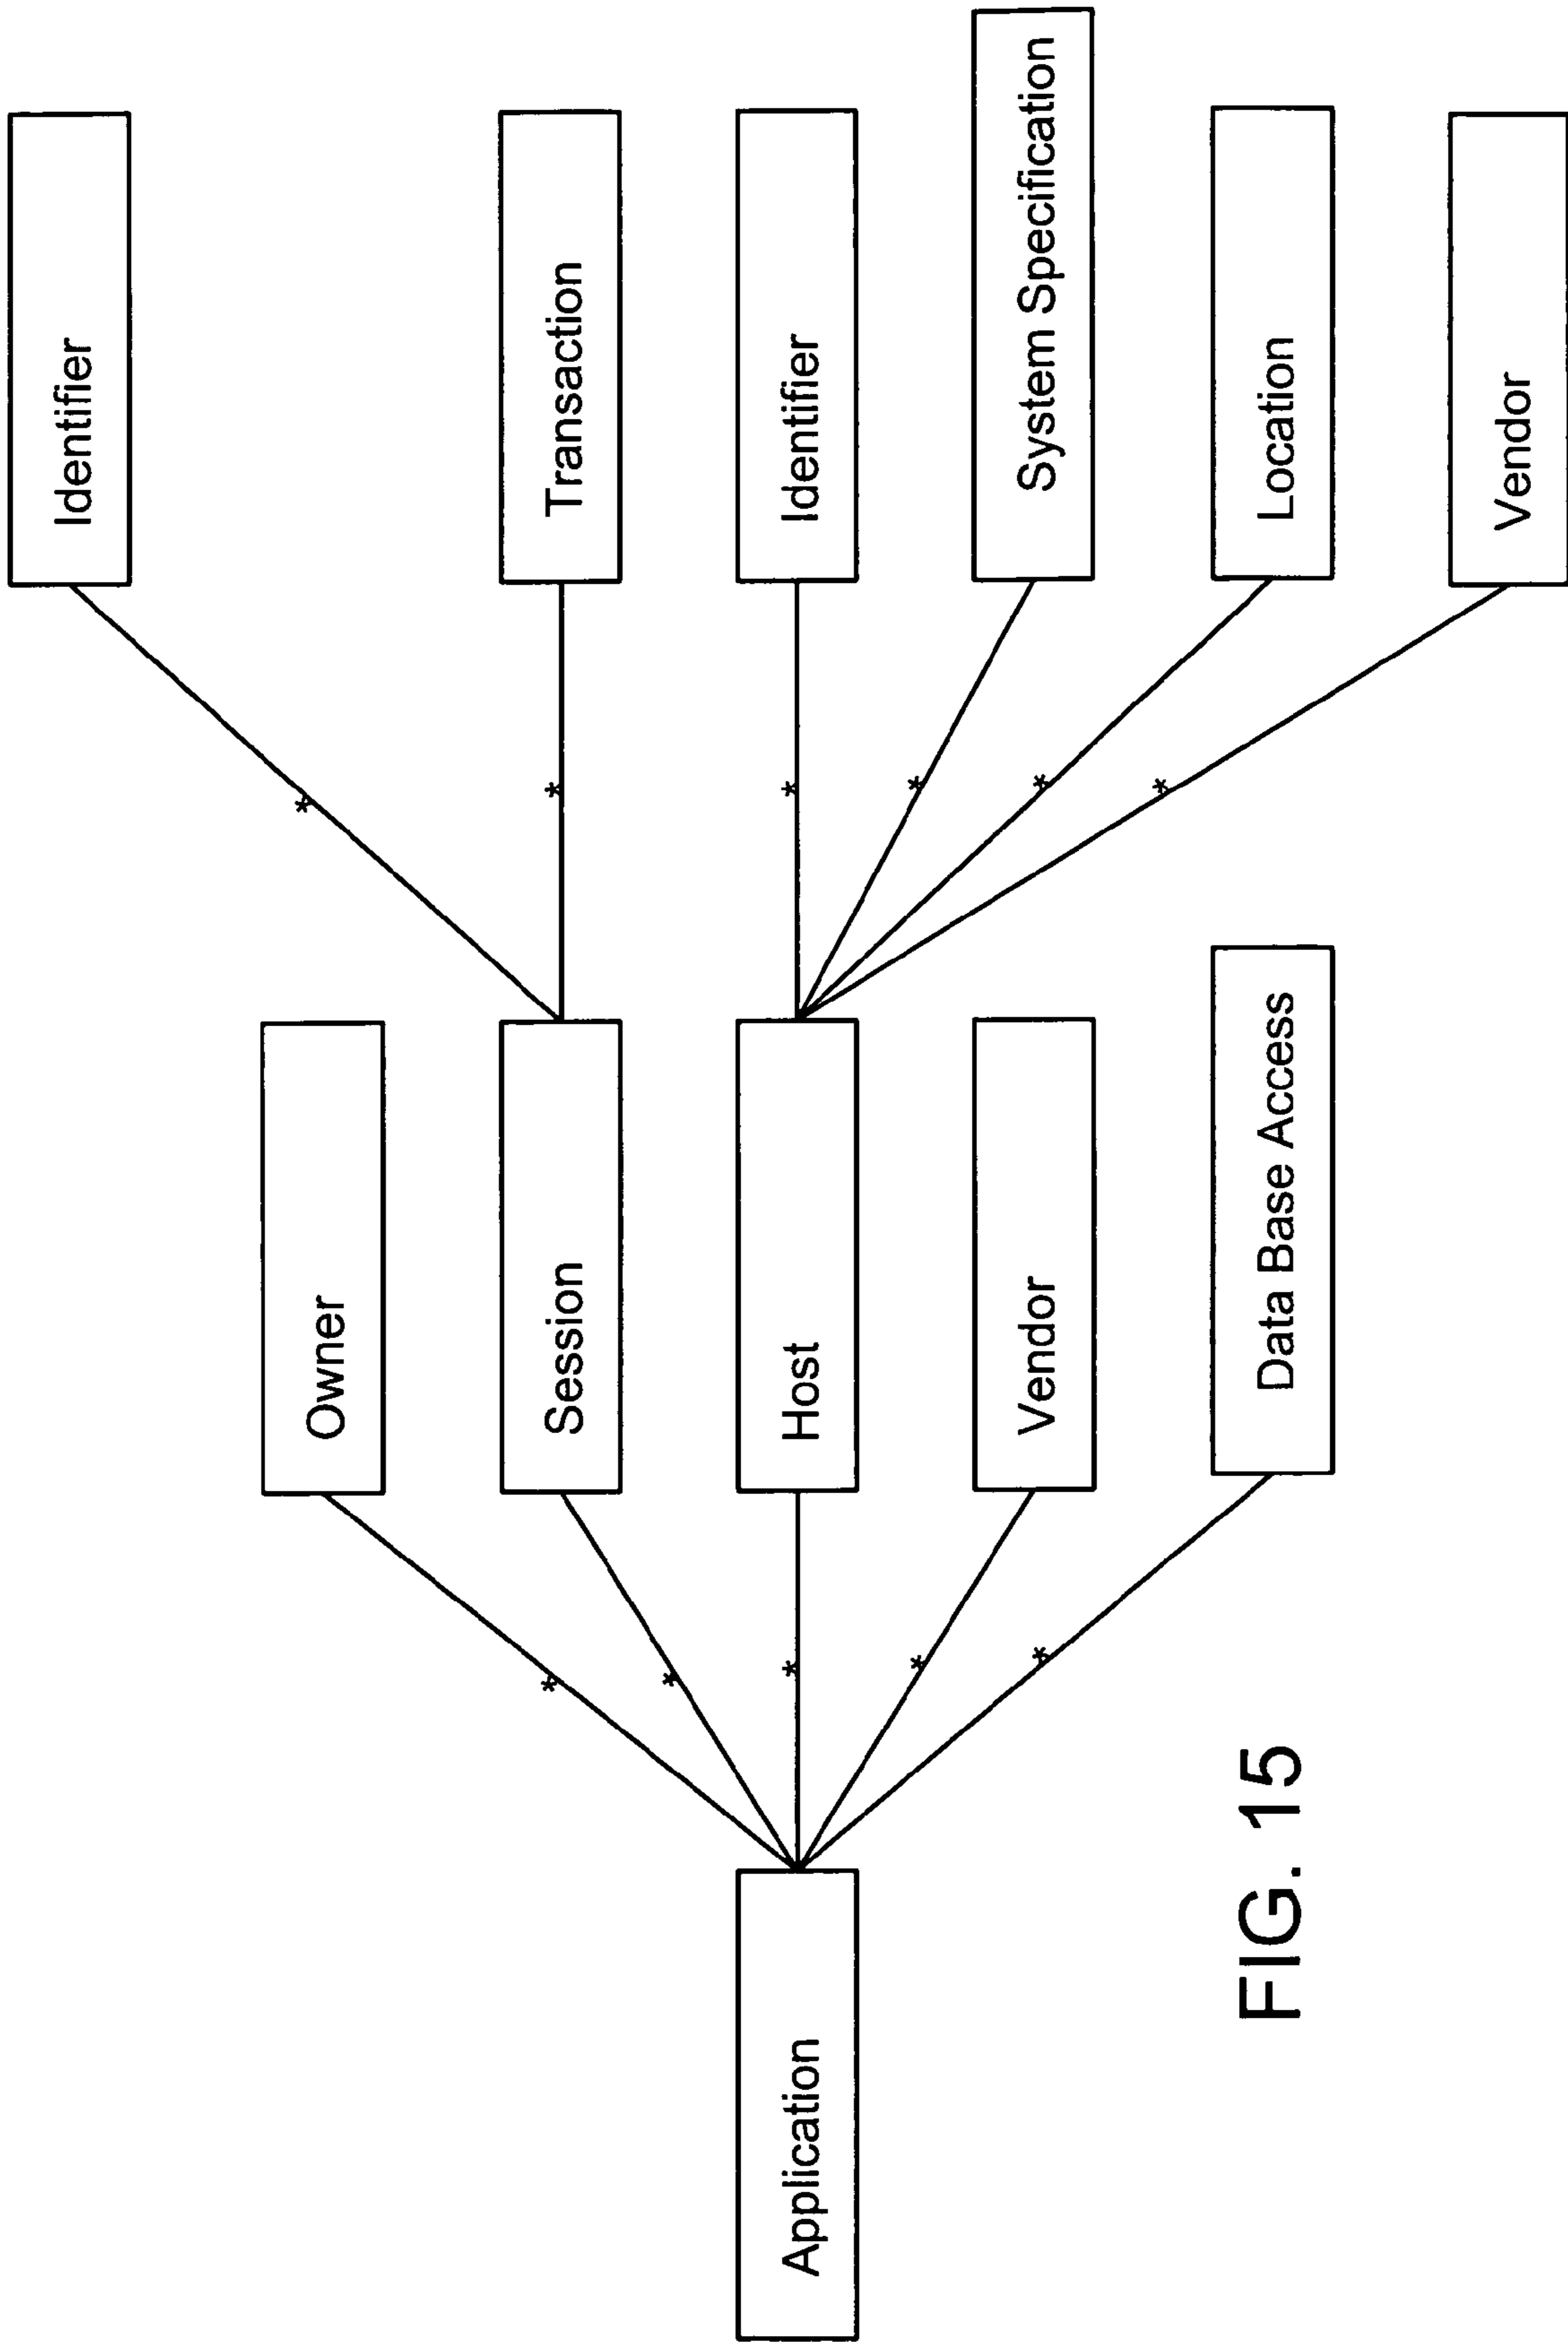 Application
Owner
Session
Host
Vendor
Data Base Access
Identifier
Transaction
Identifier
System Specification
Location
Vendor
*
*
*
*
*
*
*
*
*
*
*
FIG. 15